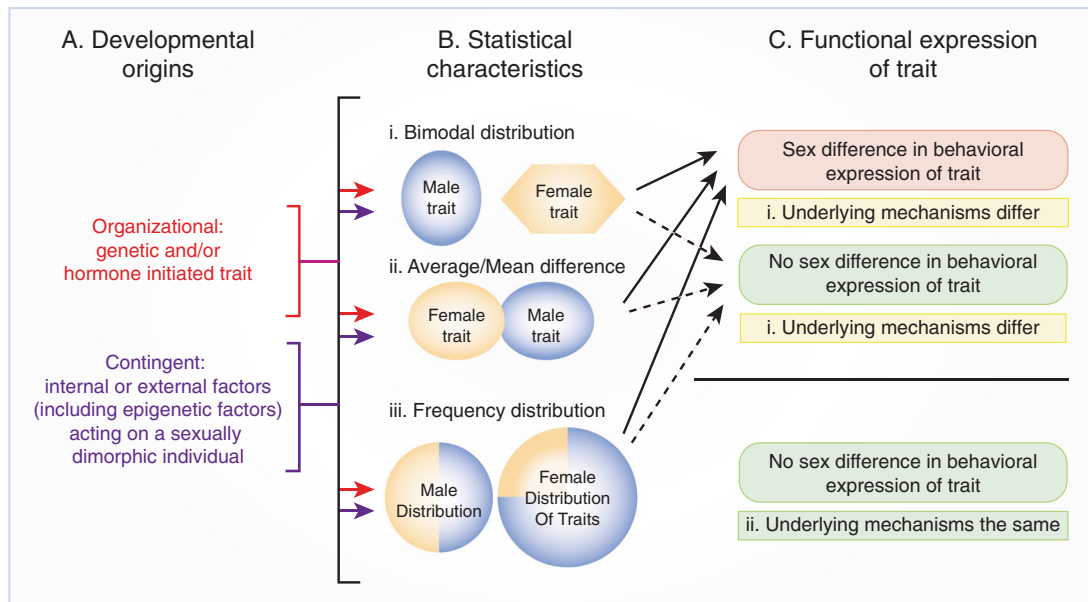 A. Developmental
origins
B. Statistical
characteristics
C. Functional expression
of trait
Organizational:
genetic and/or
hormone initiated trait
Contingent:
internal or external factors
(including epigenetic factors)
acting on a sexually
dimorphic individual
i. Bimodal distribution
Male
trait
Female
trait
ii. Average/Mean difference
Female
trait
Male
trait
iii. Frequency distribution
Male
Distribution
Female
Distribution
Of Traits
Sex difference in behavioral
expression of trait
i. Underlying mechanisms differ
No sex difference in behavioral
expression of trait
i. Underlying mechanisms differ
No sex difference in behavioral
expression of trait
ii. Underlying mechanisms the same